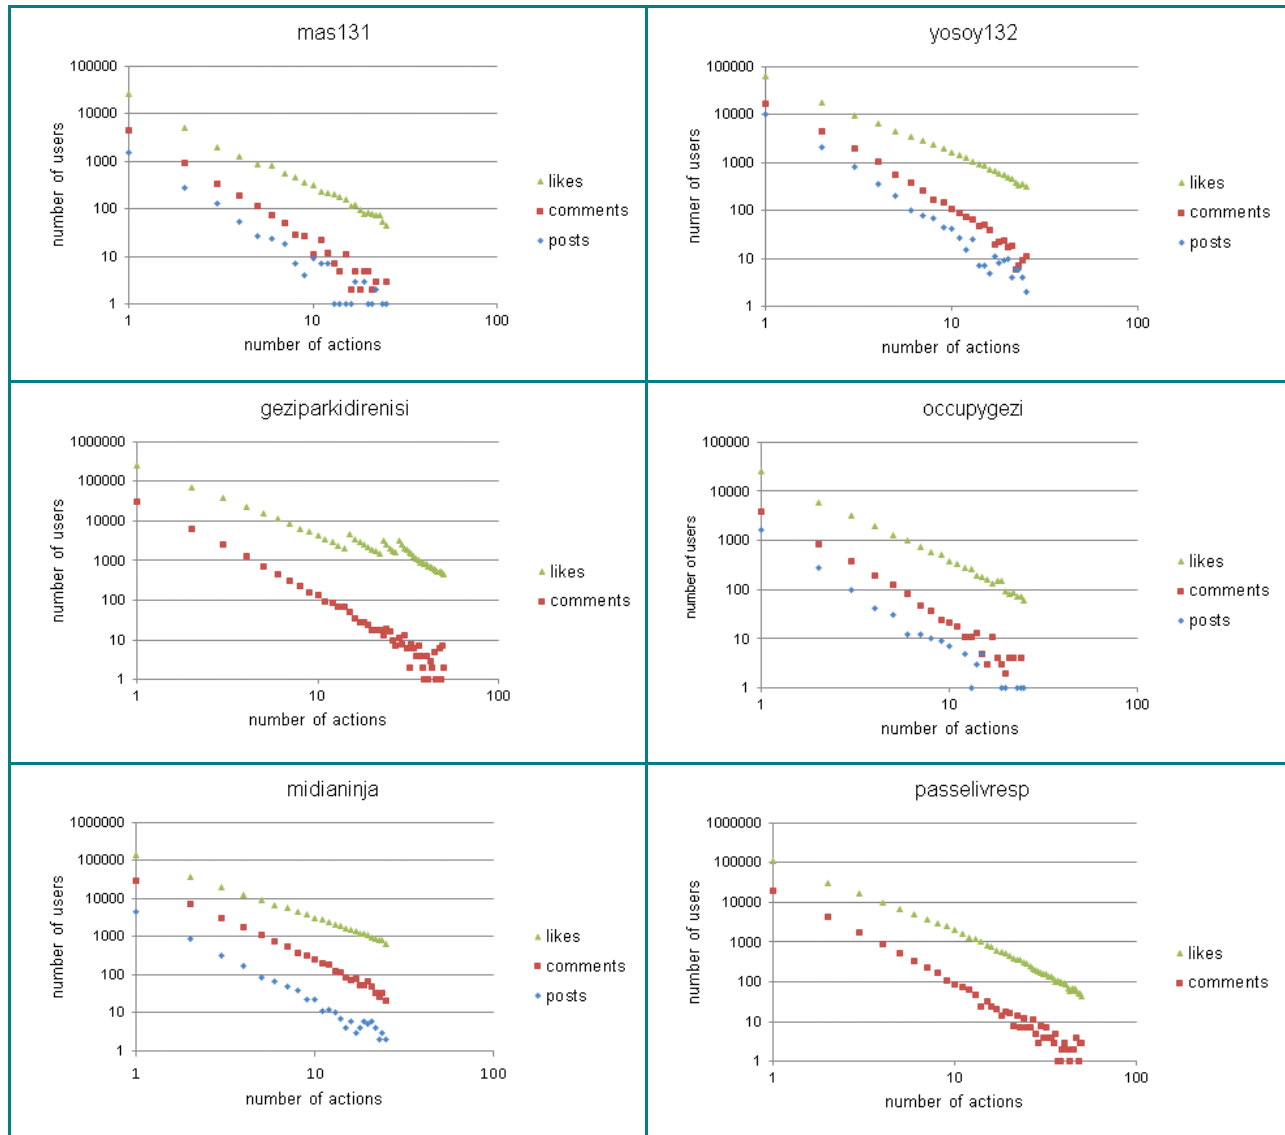 mas131
100000
10000
1000
100
10
1
1 10 100
number of users
number of actions
likes
comments
posts
yosoy132
100000
10000
1000
100
10
1
1 10 100
numer of users
number of actions
likes
comments
posts
geziparkidirenisi
1000000
100000
10000
1000
100
10
1
1 10 100
number of users
number of actions
likes
comments
occupygezi
100000
10000
1000
100
10
1
1 10 100
number of users
number of actions
likes
comments
posts
midianinja
1000000
100000
10000
1000
100
10
1
1 10 100
number of users
number of actions
likes
comments
posts
passelivresp
1000000
100000
10000
1000
100
10
1
1 10 100
number of users
number of actions
likes
comments